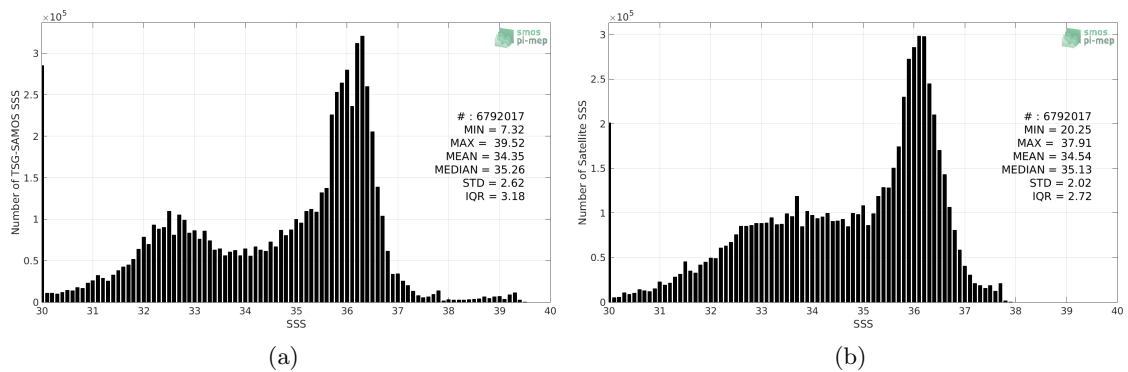 ×10⁵
smos
pi-mep
Number of TSG-SAMOS SSS
3
2.5
2
1.5
1
0.5
0
# : 6792017
MIN = 7.32
MAX = 39.52
MEAN = 34.35
MEDIAN = 35.26
STD = 2.62
IQR = 3.18
30 31 32 33 34 35 36 37 38 39 40
SSS
(a)
×10⁵
smos
pi-mep
Number of Satellite SSS
3
2.5
2
1.5
1
0.5
0
# : 6792017
MIN = 20.25
MAX = 37.91
MEAN = 34.54
MEDIAN = 35.13
STD = 2.02
IQR = 2.72
30 31 32 33 34 35 36 37 38 39 40
SSS
(b)